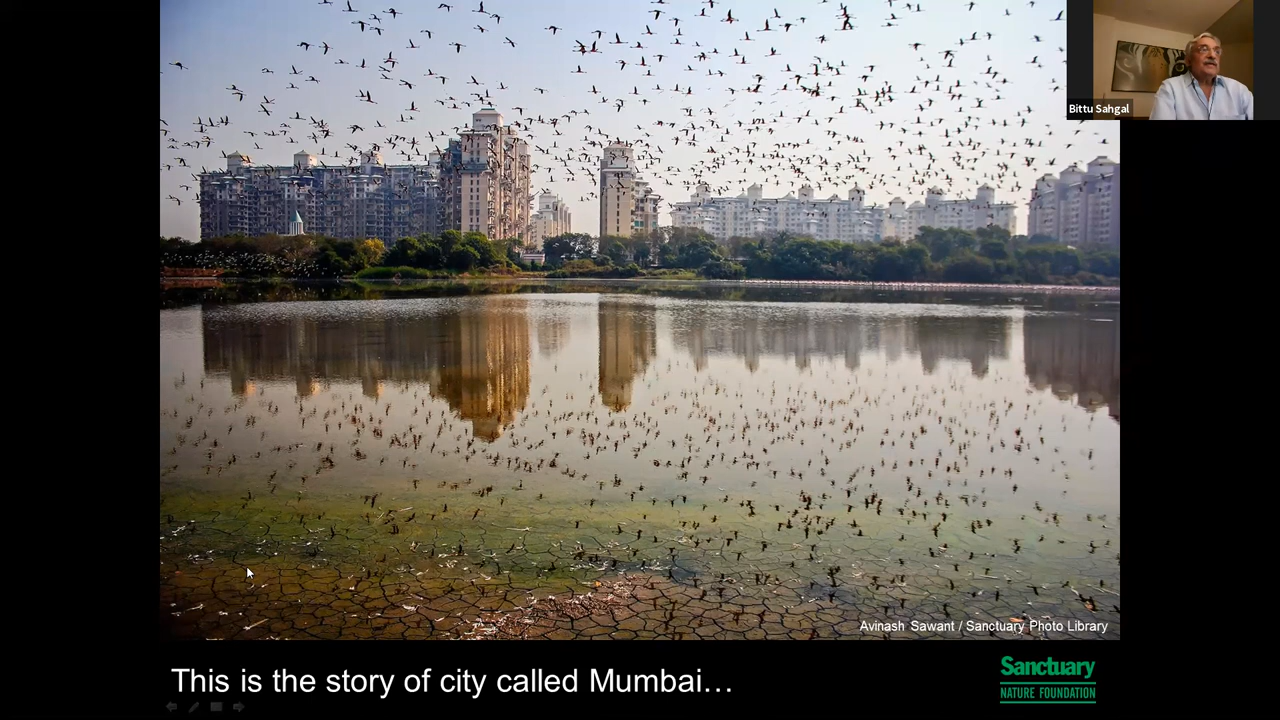 Bittu Sahgal
Avinash Sawant / Sanctuary Photo Library
This is the story of city called Mumbai...
Sanctuary
NATURE FOUNDATION